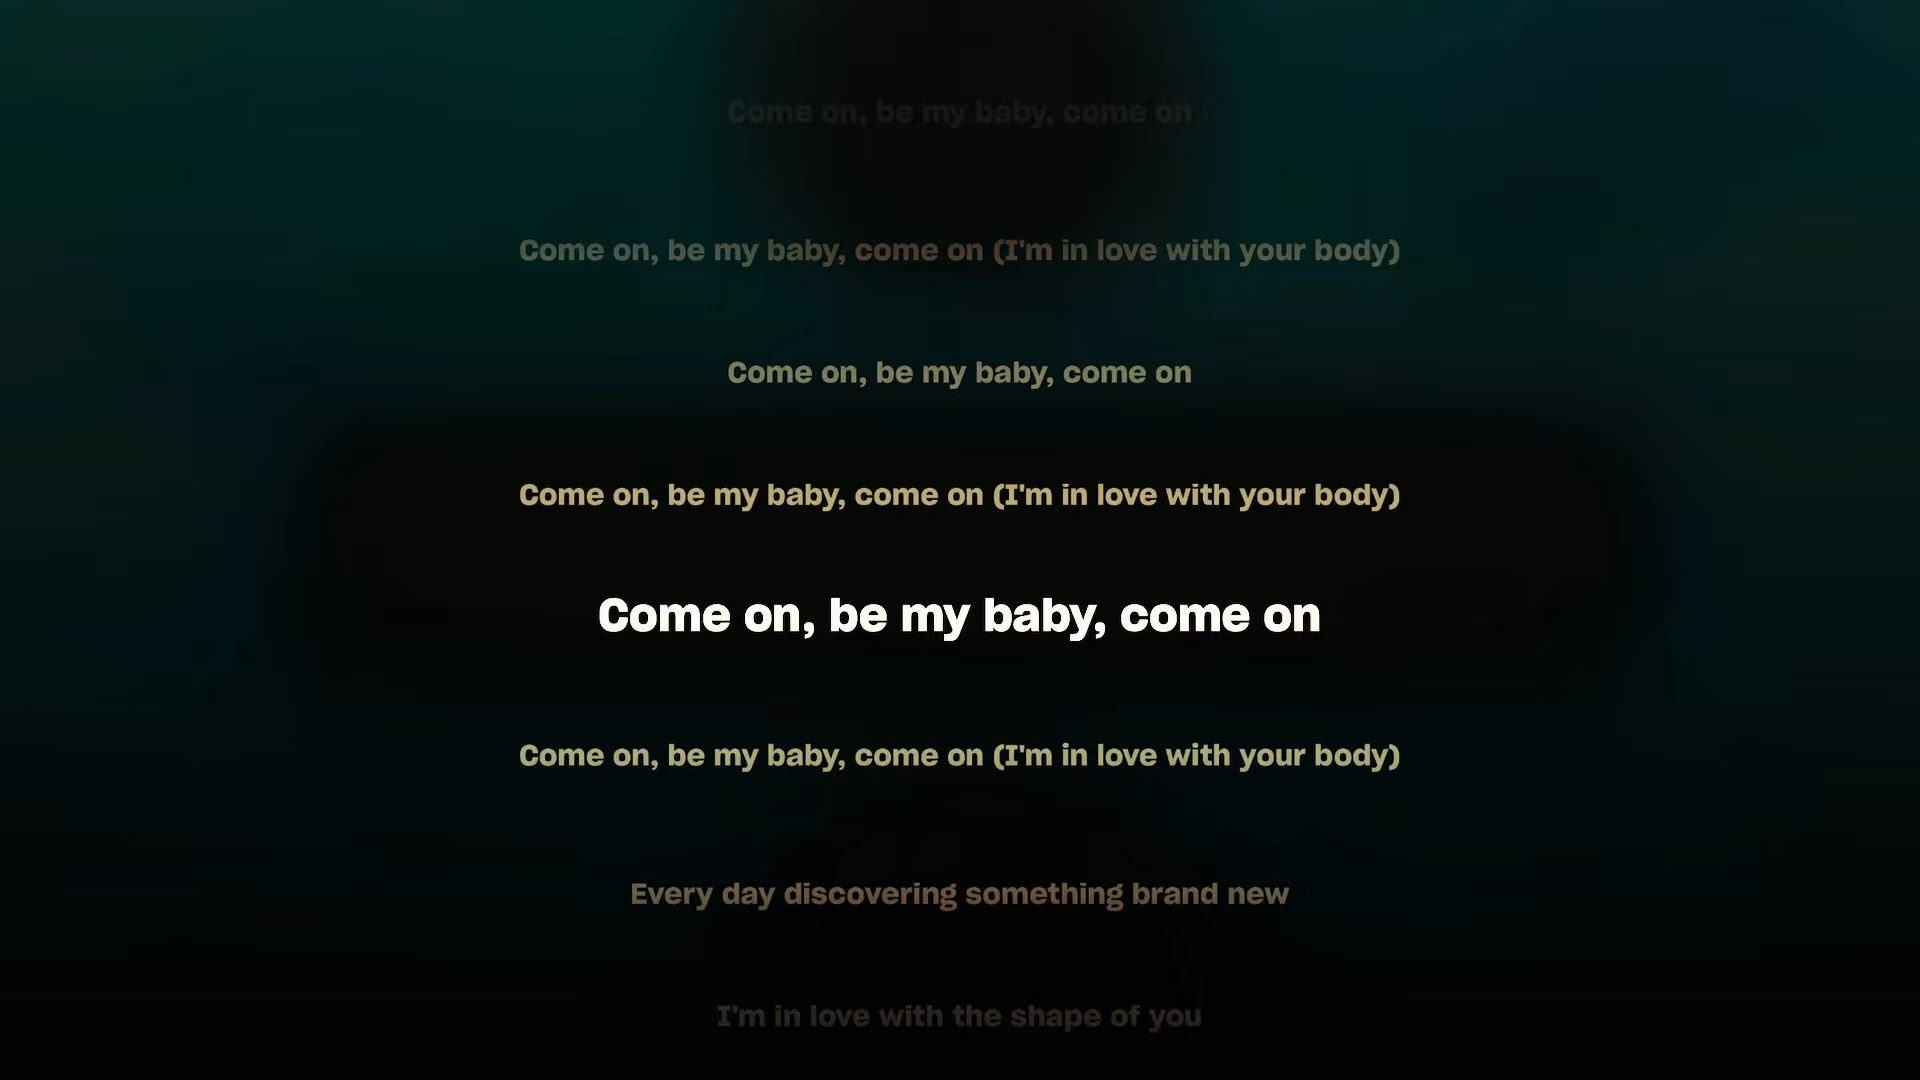 Come on, be my baby, come on
Come on, be my baby, come on (I'm in love with your body)
Come on, be my baby, come on
Come on, be my baby, come on (I'm in love with your body)
Come on, be my baby, come on
Come on, be my baby, come on (I'm in love with your body)
Every day discovering something brand new
I'm in love with the shape of you